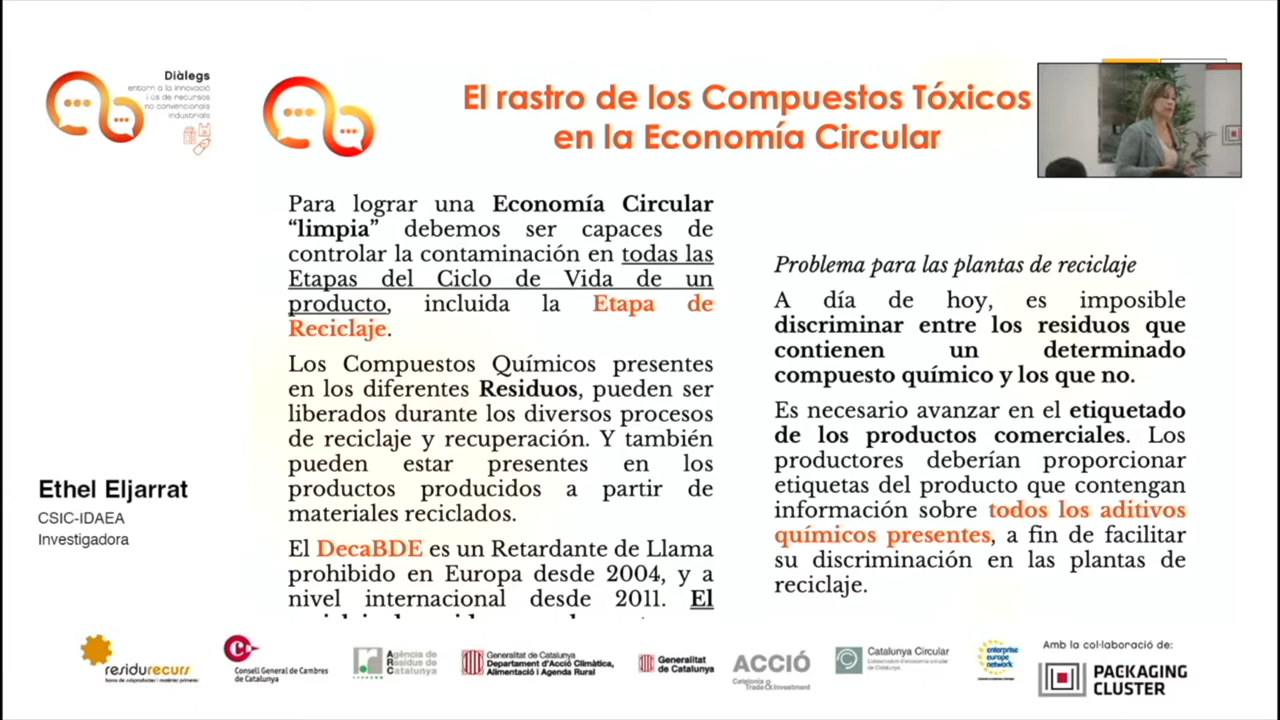 Diàlegs
entorn a la innovació
i ús de recursos
no convencionals
industrials
El rastro de los Compuestos Tóxicos
en la Economía Circular
Para lograr una Economía Circular
“limpia” debemos ser capaces de
controlar la contaminación en todas las
Etapas del Ciclo de Vida de un
producto, incluida la Etapa de
Reciclaje.
Los Compuestos Químicos presentes
en los diferentes Residuos, pueden ser
liberados durante los diversos procesos
de reciclaje y recuperación. Y también
pueden estar presentes en los
productos producidos a partir de
materiales reciclados.
El DecaBDE es un Retardante de Llama
prohibido en Europa desde 2004, y a
nivel internacional desde 2011. El
Problema para las plantas de reciclaje
A día de hoy, es imposible
discriminar entre los residuos que
contienen un determinado
compuesto químico y los que no.
Es necesario avanzar en el etiquetado
de los productos comerciales. Los
productores deberían proporcionar
etiquetas del producto que contengan
información sobre todos los aditivos
químicos presentes, a fin de facilitar
su discriminación en las plantas de
reciclaje.
Ethel Eljarrat
CSIC-IDAEA
Investigadora
residurecurs
Consell General de Cambres
de Catalunya
Agència de
Residus de
Catalunya
Generalitat de Catalunya
Departament d'Acció Climàtica,
Alimentació i Agenda Rural
Generalitat
de Catalunya
ACCIÓ
Catalonia
Trade & Investment
Catalunya Circular
enterprise
europe
network
Amb la col·laboració de:
PACKAGING
CLUSTER